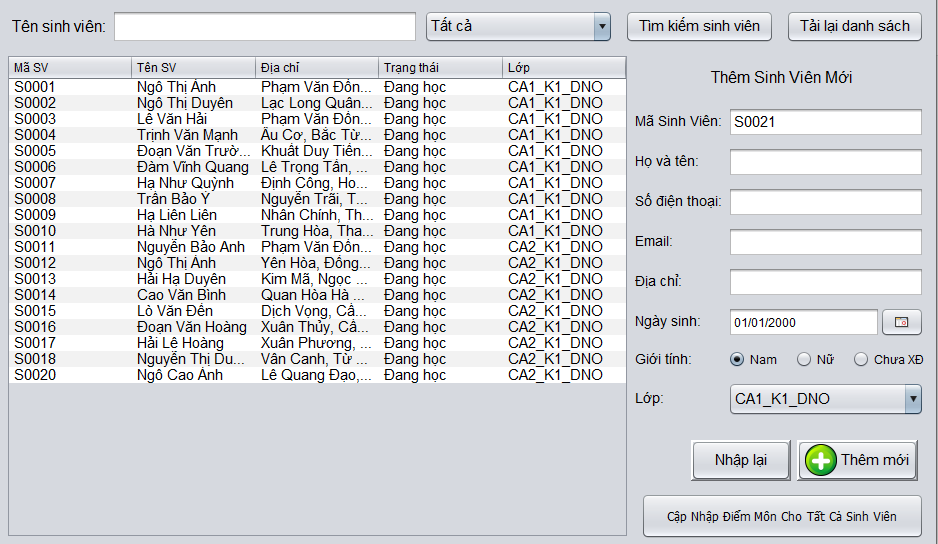 Tên sinh viên: Tất cả Tìm kiếm sinh viên Tải lại danh sách
Mã SV Tên SV Địa chỉ Trạng thái Lớp
S0001 Ngô Thị Ánh Phạm Văn Đồn... Đang học CA1_K1_DNO
S0002 Ngô Thị Duyên Lạc Long Quân... Đang học CA1_K1_DNO
S0003 Lê Văn Hải Phạm Văn Đồn... Đang học CA1_K1_DNO
S0004 Trịnh Văn Mạnh Âu Cơ, Bắc Từ... Đang học CA1_K1_DNO
S0005 Đoạn Văn Trườ... Khuất Duy Tiến... Đang học CA1_K1_DNO
S0006 Đàm Vĩnh Quang Lê Trọng Tấn, ... Đang học CA1_K1_DNO
S0007 Hạ Như Quỳnh Định Công, Ho... Đang học CA1_K1_DNO
S0008 Trần Bảo Ý Nguyễn Trãi, T... Đang học CA1_K1_DNO
S0009 Hạ Liên Liên Nhân Chính, Th... Đang học CA1_K1_DNO
S0010 Hà Như Yên Trung Hòa, Tha... Đang học CA1_K1_DNO
S0011 Nguyễn Bảo Anh Phạm Văn Đồn... Đang học CA2_K1_DNO
S0012 Ngô Thị Ánh Yên Hòa, Đống... Đang học CA2_K1_DNO
S0013 Hải Hạ Duyên Kim Mã, Ngọc ... Đang học CA2_K1_DNO
S0014 Cao Văn Bình Quan Hòa Hà ... Đang học CA2_K1_DNO
S0015 Lò Văn Đến Dịch Vọng, Cầ... Đang học CA2_K1_DNO
S0016 Đoạn Văn Hoàng Xuân Thủy, Cầ... Đang học CA2_K1_DNO
S0017 Hải Lê Hoàng Xuân Phương, ... Đang học CA2_K1_DNO
S0018 Nguyễn Thị Du... Vân Canh, Từ ... Đang học CA2_K1_DNO
S0020 Ngô Cao Ánh Lê Quang Đạo,... Đang học CA2_K1_DNO
Thêm Sinh Viên Mới
Mã Sinh Viên: S0021
Họ và tên:
Số điện thoại:
Email:
Địa chỉ:
Ngày sinh: 01/01/2000
Giới tính: Nam Nữ Chưa XĐ
Lớp: CA1_K1_DNO
Nhập lại Thêm mới
Cập Nhập Điểm Môn Cho Tất Cả Sinh Viên